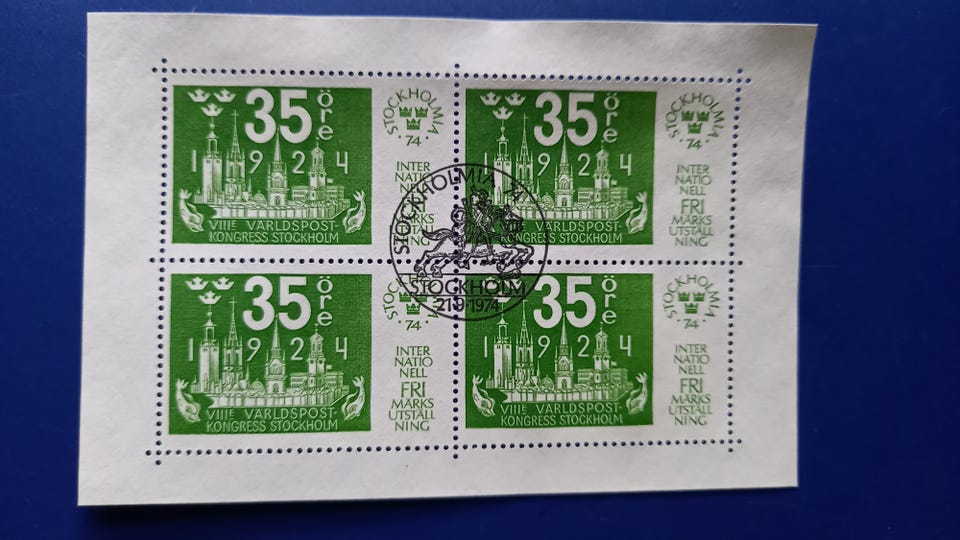 35 öre
1924
VIIIE VÄRLDSPOST-
KONGRESS STOCKHOLM
INTER
NATIO
NELL
FRI
MÄRKS
UTSTÄLL
NING
35 öre
1924
VIIIE VÄRLDSPOST-
KONGRESS STOCKHOLM
STOCKHOLMIA
·74·
INTER
NATIO
NELL
FRI
MÄRKS
UTSTÄLL
NING
STOCKHOLMIA 74
STOCKHOLM
21·9·1974
35 öre
1924
VIIIE VÄRLDSPOST-
KONGRESS STOCKHOLM
STOCKHOLMIA
·74·
INTER
NATIO
NELL
FRI
MÄRKS
UTSTÄLL
NING
35 öre
1924
VIIIE VÄRLDSPOST-
KONGRESS STOCKHOLM
STOCKHOLMIA
·74·
INTER
NATIO
NELL
FRI
MÄRKS
UTSTÄLL
NING